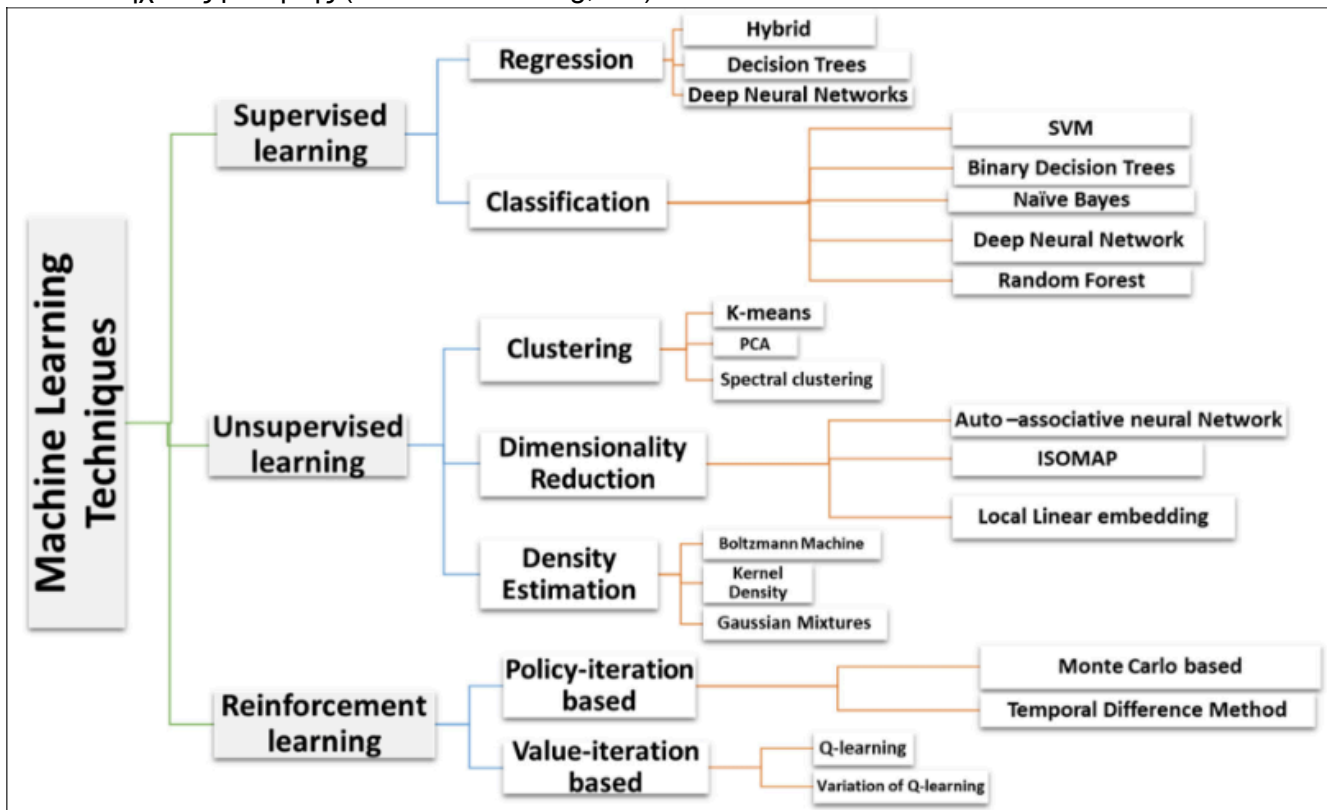 Machine Learning
Techniques
Supervised
learning
Regression
Hybrid
Decision Trees
Deep Neural Networks
Classification
SVM
Binary Decision Trees
Naïve Bayes
Deep Neural Network
Random Forest
Unsupervised
learning
Clustering
K-means
PCA
Spectral clustering
Dimensionality
Reduction
Auto –associative neural Network
ISOMAP
Local Linear embedding
Density
Estimation
Boltzmann Machine
Kernel
Density
Gaussian Mixtures
Reinforcement
learning
Policy-iteration
based
Monte Carlo based
Temporal Difference Method
Value-iteration
based
Q-learning
Variation of Q-learning